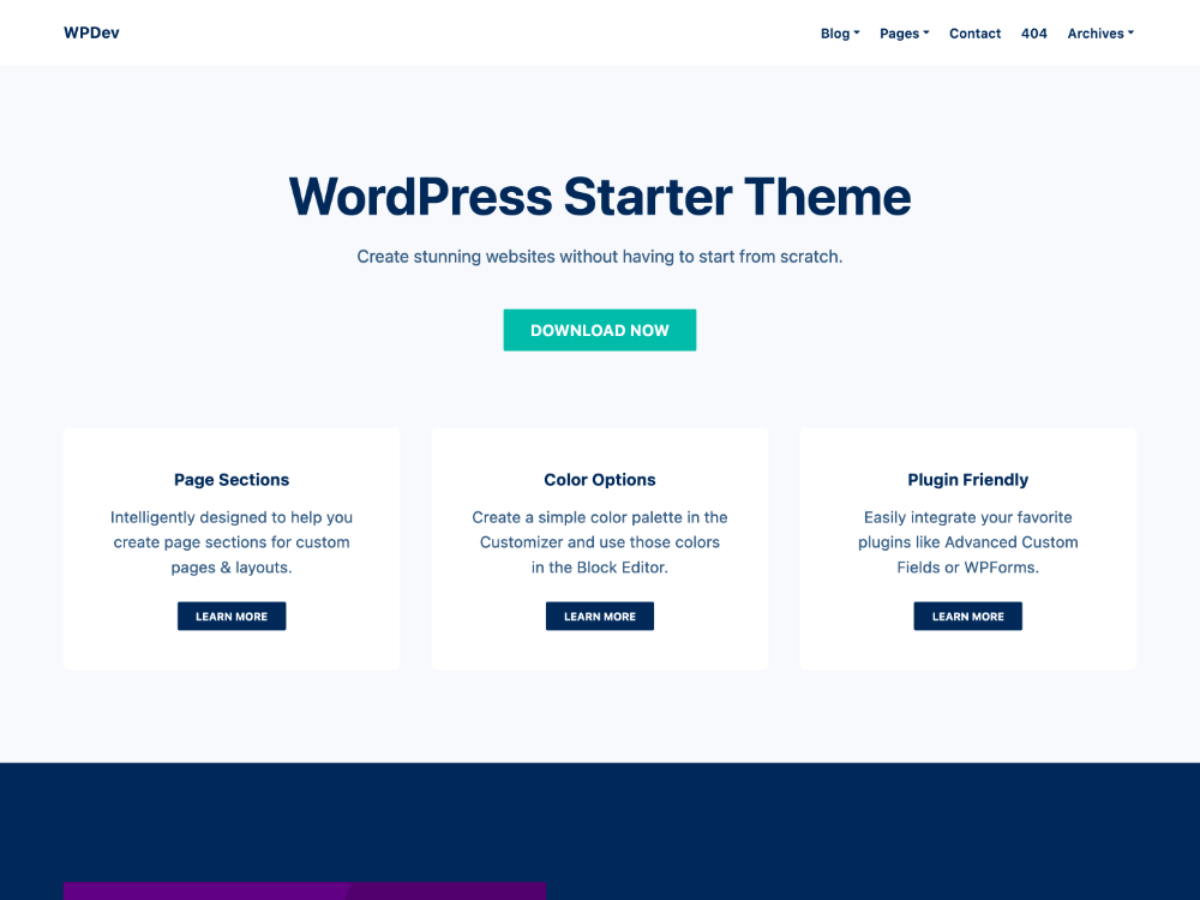 WPDev
Blog Pages Contact 404 Archives
WordPress Starter Theme
Create stunning websites without having to start from scratch.
DOWNLOAD NOW
Page Sections
Intelligently designed to help you
create page sections for custom
pages & layouts.
LEARN MORE
Color Options
Create a simple color palette in the
Customizer and use those colors
in the Block Editor.
LEARN MORE
Plugin Friendly
Easily integrate your favorite
plugins like Advanced Custom
Fields or WPForms.
LEARN MORE